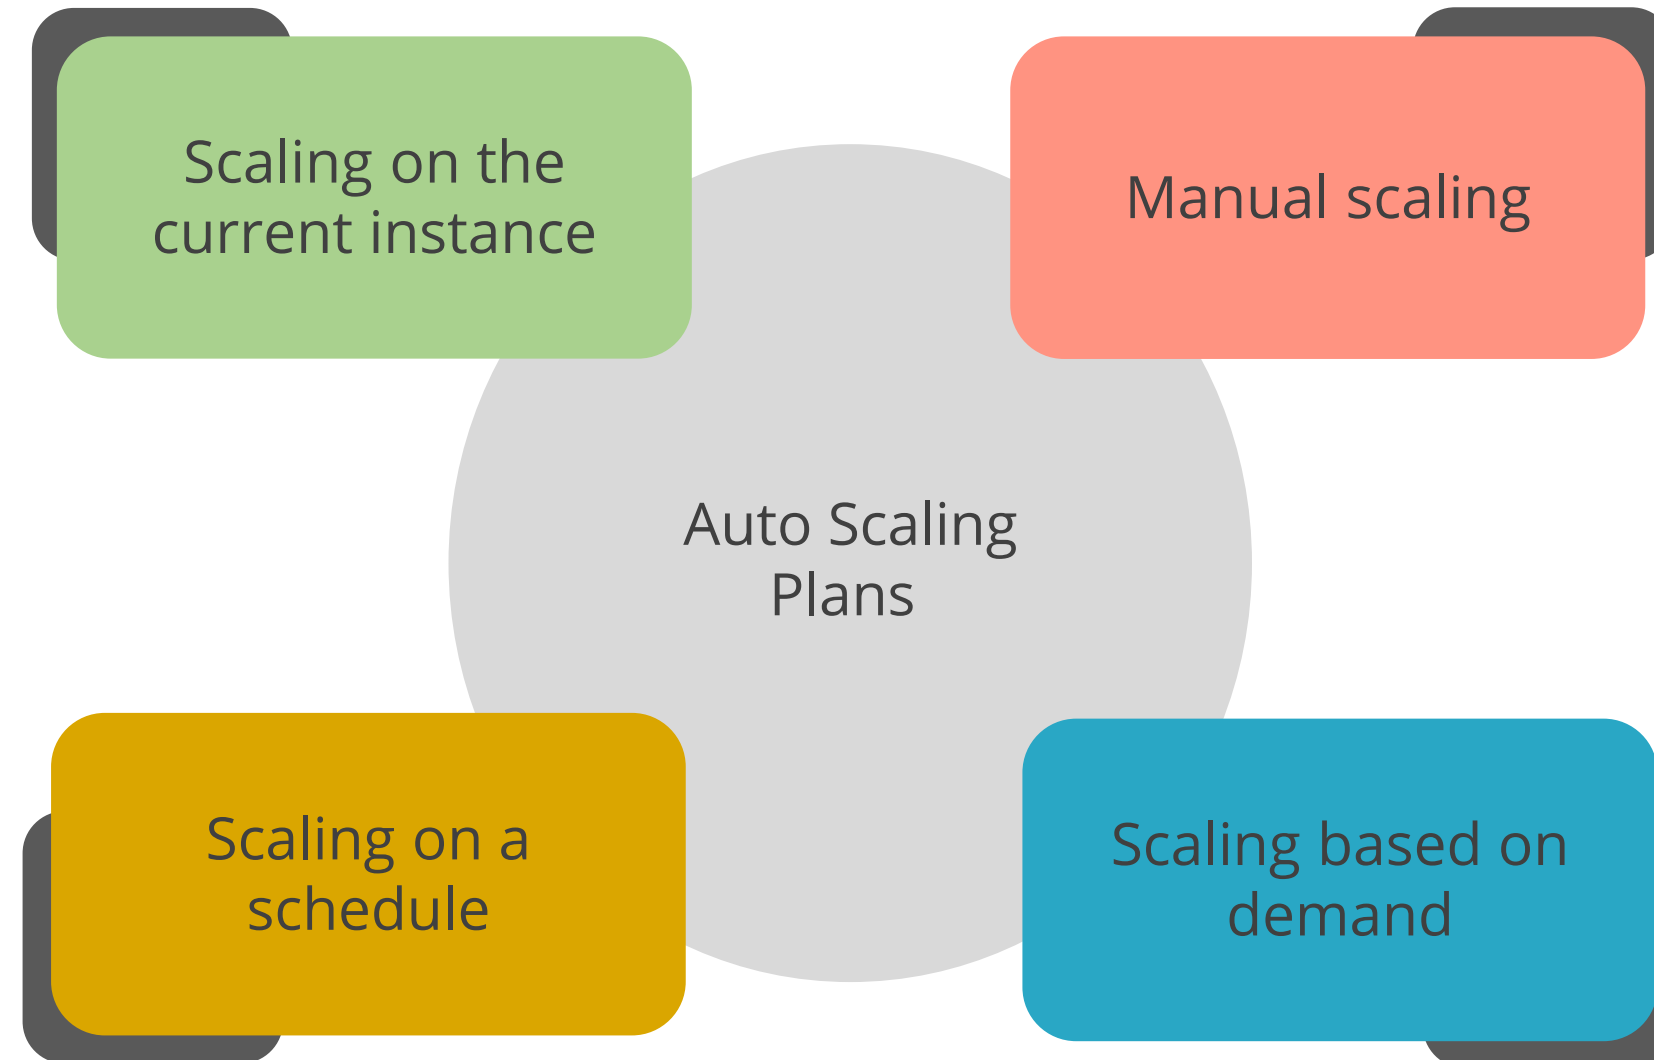 Scaling on the
current instance
Manual scaling
Auto Scaling
Plans
Scaling on a
schedule
Scaling based on
demand